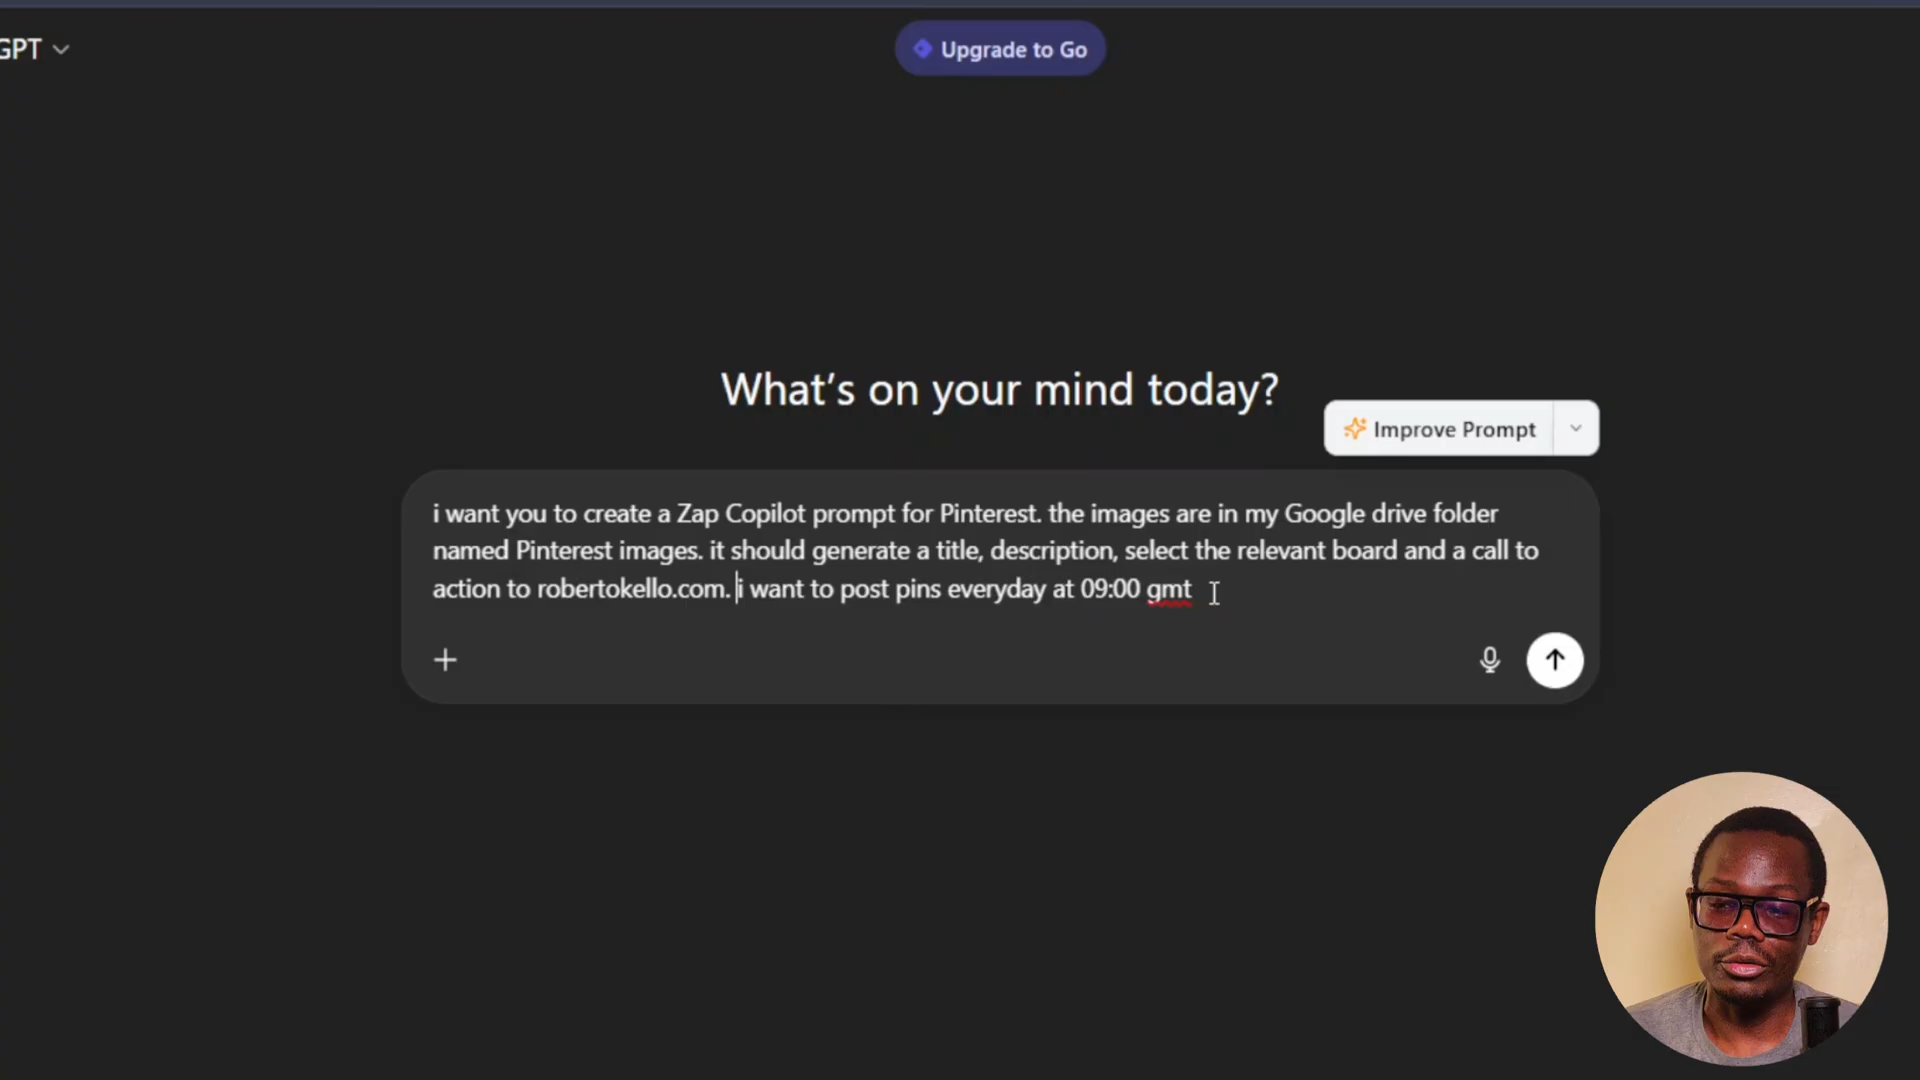 GPT
Upgrade to Go
What's on your mind today?
Improve Prompt
i want you to create a Zap Copilot prompt for Pinterest. the images are in my Google drive folder
named Pinterest images. it should generate a title, description, select the relevant board and a call to
action to robertokello.com. i want to post pins everyday at 09:00 gmt